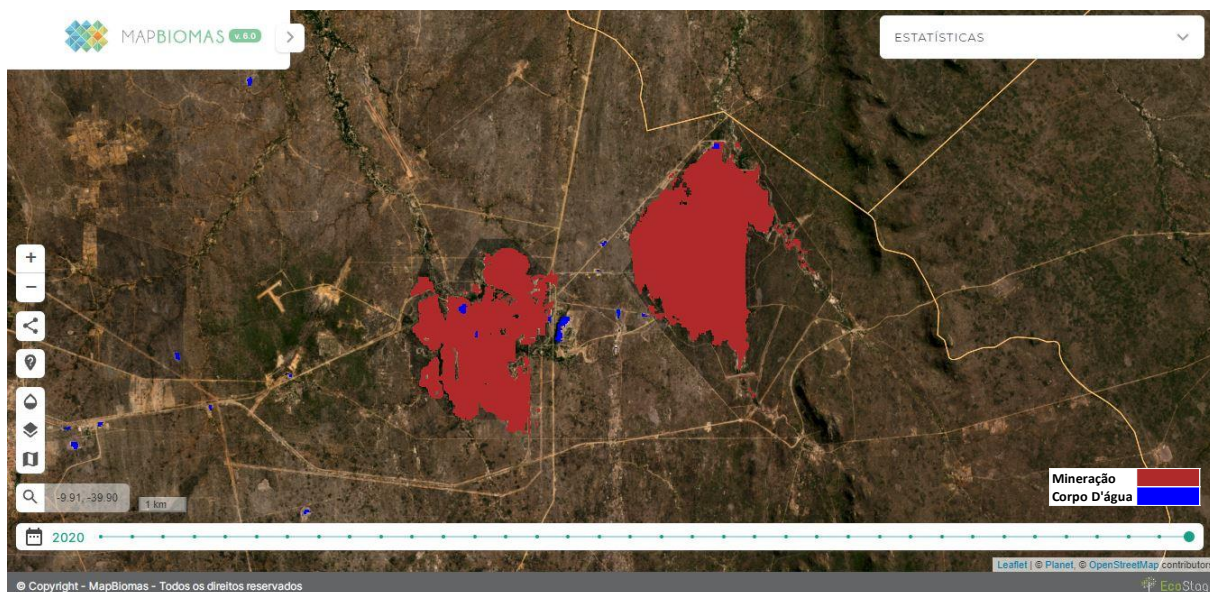 MAPBIOMAS v. 6.0
ESTATÍSTICAS
Mineração
Corpo D'água
-9.91, -39.90
1 km
2020
Leaflet | © Planet, © OpenStreetMap contributors
© Copyright - MapBiomas - Todos os direitos reservados
EcoStag